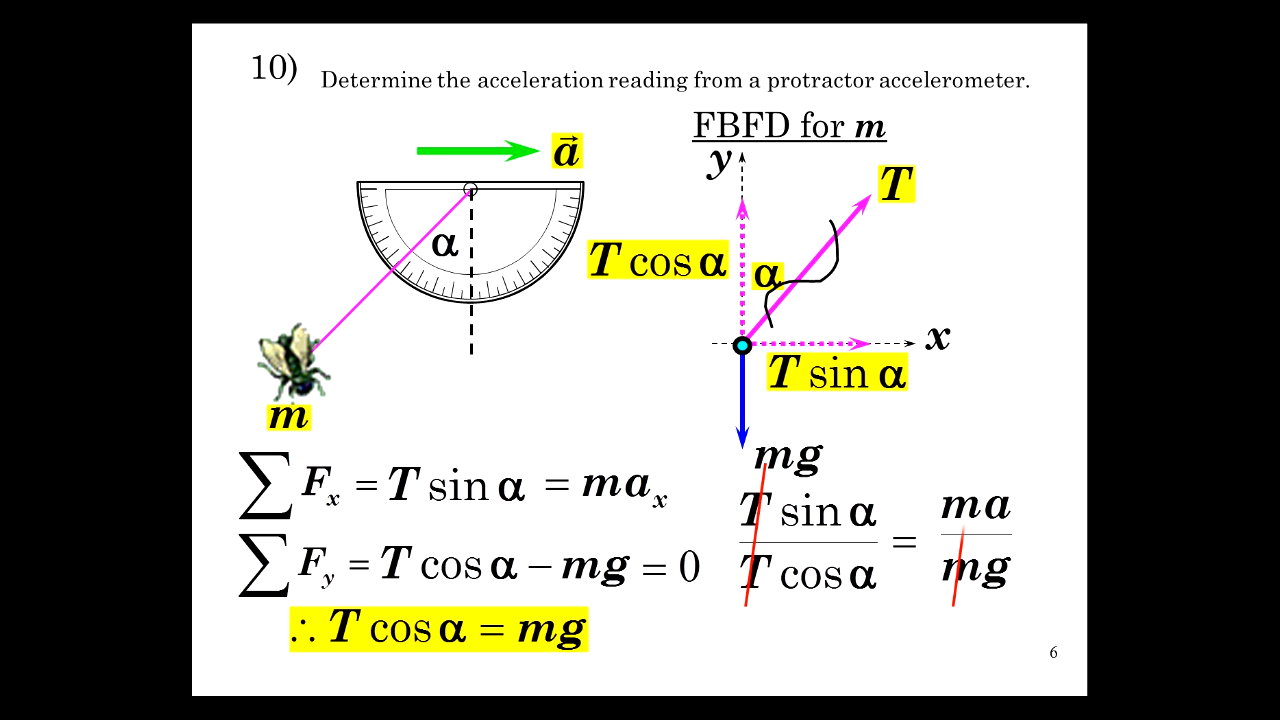 10) Determine the acceleration reading from a protractor accelerometer.
FBFD for m
a⃗
y
T
α
T cos α
α
x
T sin α
m
mg
∑ Fₓ = T sin α = maₓ
T sin α / T cos α = ma / mg
∑ Fᵧ = T cos α − mg = 0
∴ T cos α = mg
6